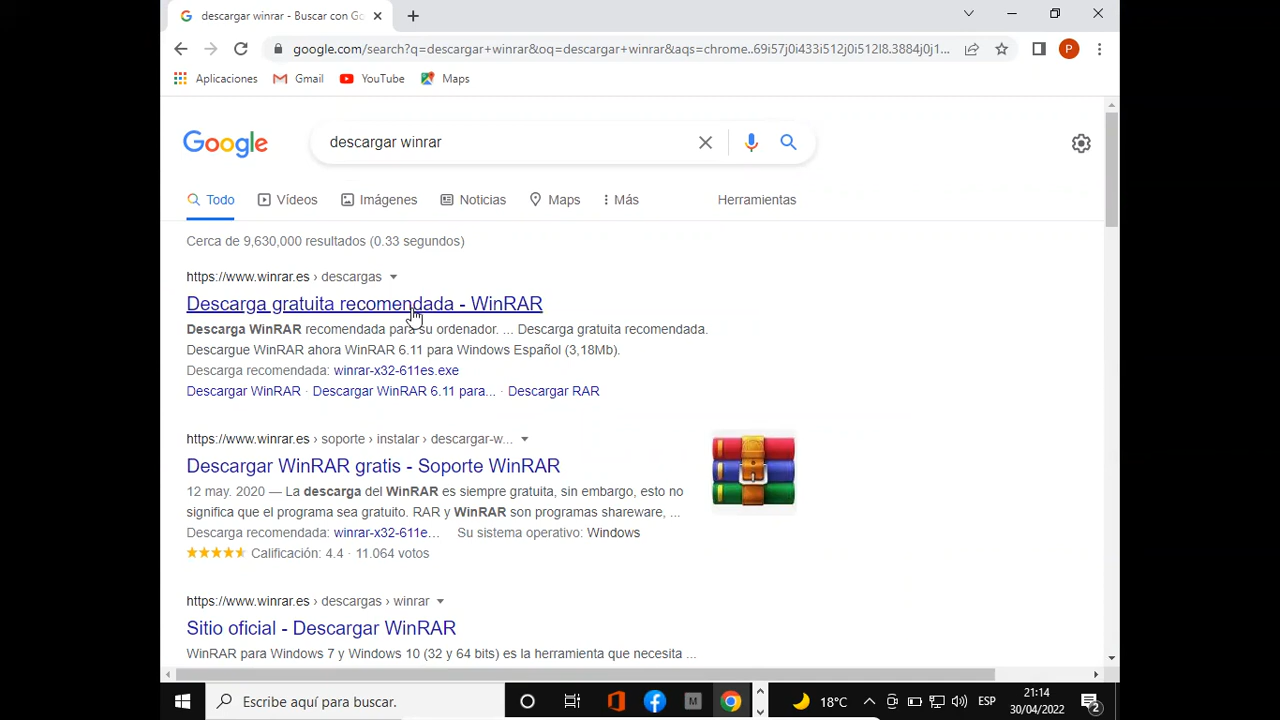 descargar winrar - Buscar con Go
google.com/search?q=descargar+winrar&oq=descargar+winrar&aqs=chrome..69i57j0i433i512j0i512l8.3884j0j1...
P
Aplicaciones
Gmail
YouTube
Maps
Google
descargar winrar
Todo
Vídeos
Imágenes
Noticias
Maps
Más
Herramientas
Cerca de 9,630,000 resultados (0.33 segundos)
https://www.winrar.es › descargas
Descarga gratuita recomendada - WinRAR
Descarga WinRAR recomendada para su ordenador. ... Descarga gratuita recomendada.
Descargue WinRAR ahora WinRAR 6.11 para Windows Español (3,18Mb).
Descarga recomendada: winrar-x32-611es.exe
Descargar WinRAR · Descargar WinRAR 6.11 para... · Descargar RAR
https://www.winrar.es › soporte › instalar › descargar-w...
Descargar WinRAR gratis - Soporte WinRAR
12 may. 2020 — La descarga del WinRAR es siempre gratuita, sin embargo, esto no
significa que el programa sea gratuito. RAR y WinRAR son programas shareware, ...
Descarga recomendada: winrar-x32-611e... Su sistema operativo: Windows
Calificación: 4.4 · 11.064 votos
https://www.winrar.es › descargas › winrar
Sitio oficial - Descargar WinRAR
WinRAR para Windows 7 y Windows 10 (32 y 64 bits) es la herramienta que necesita ...
Escribe aquí para buscar.
M
18°C
ESP
21:14
30/04/2022
2